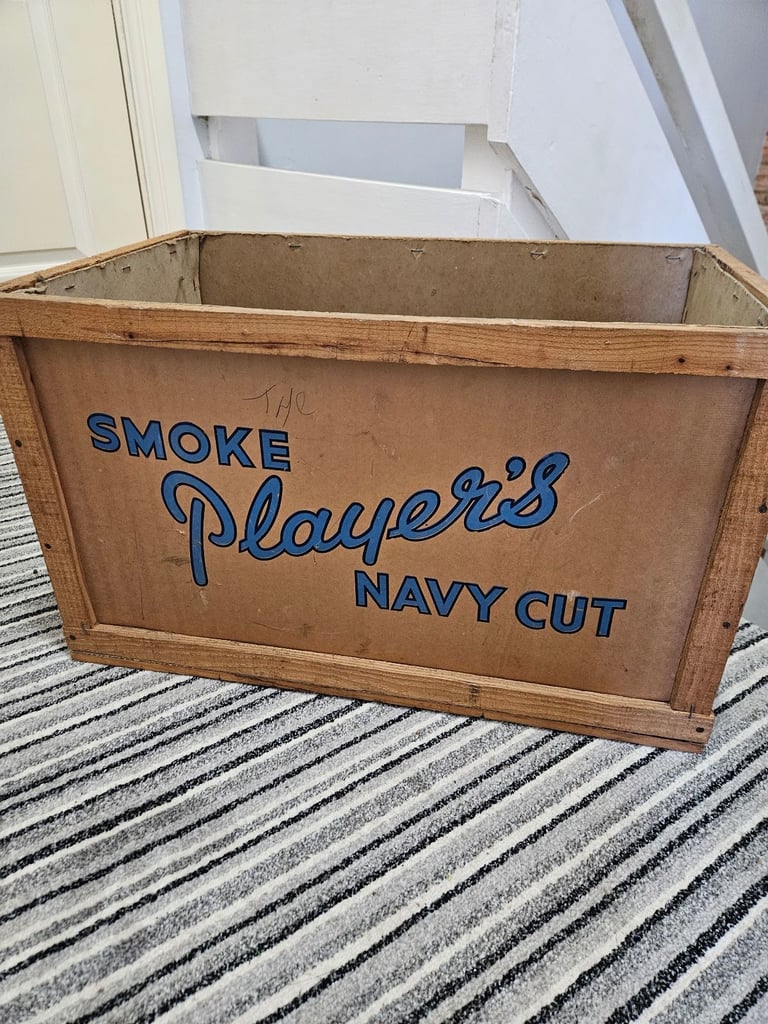 THE
SMOKE
Player's
NAVY CUT